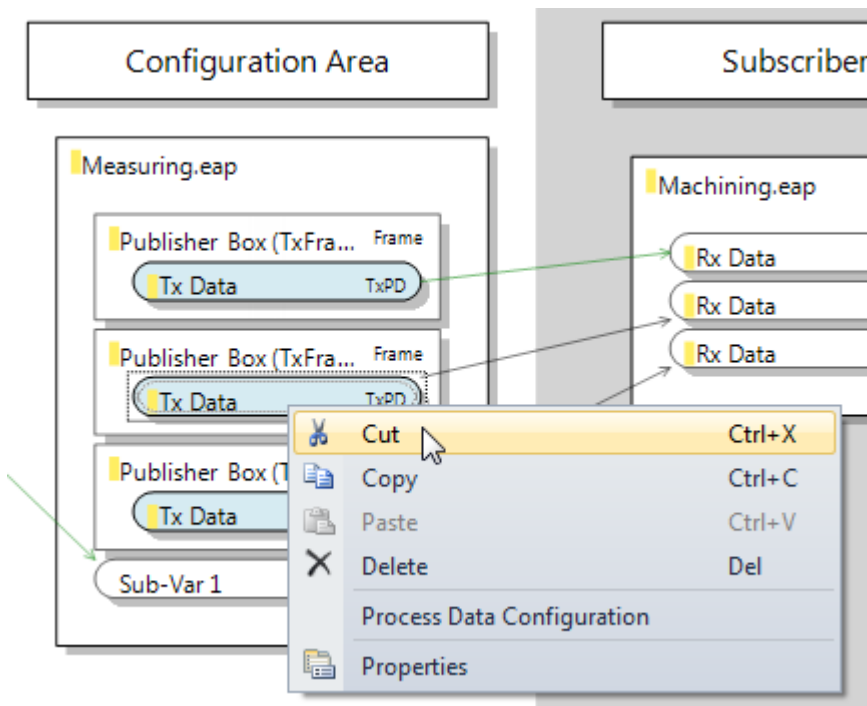 Configuration Area
Subscriber
Measuring.eap
Publisher Box (TxFra... Frame
Tx Data TxPD
Publisher Box (TxFra... Frame
Tx Data TxPD
Publisher Box (T
Tx Data
Sub-Var 1
Machining.eap
Rx Data
Rx Data
Rx Data
Cut Ctrl+X
Copy Ctrl+C
Paste Ctrl+V
Delete Del
Process Data Configuration
Properties